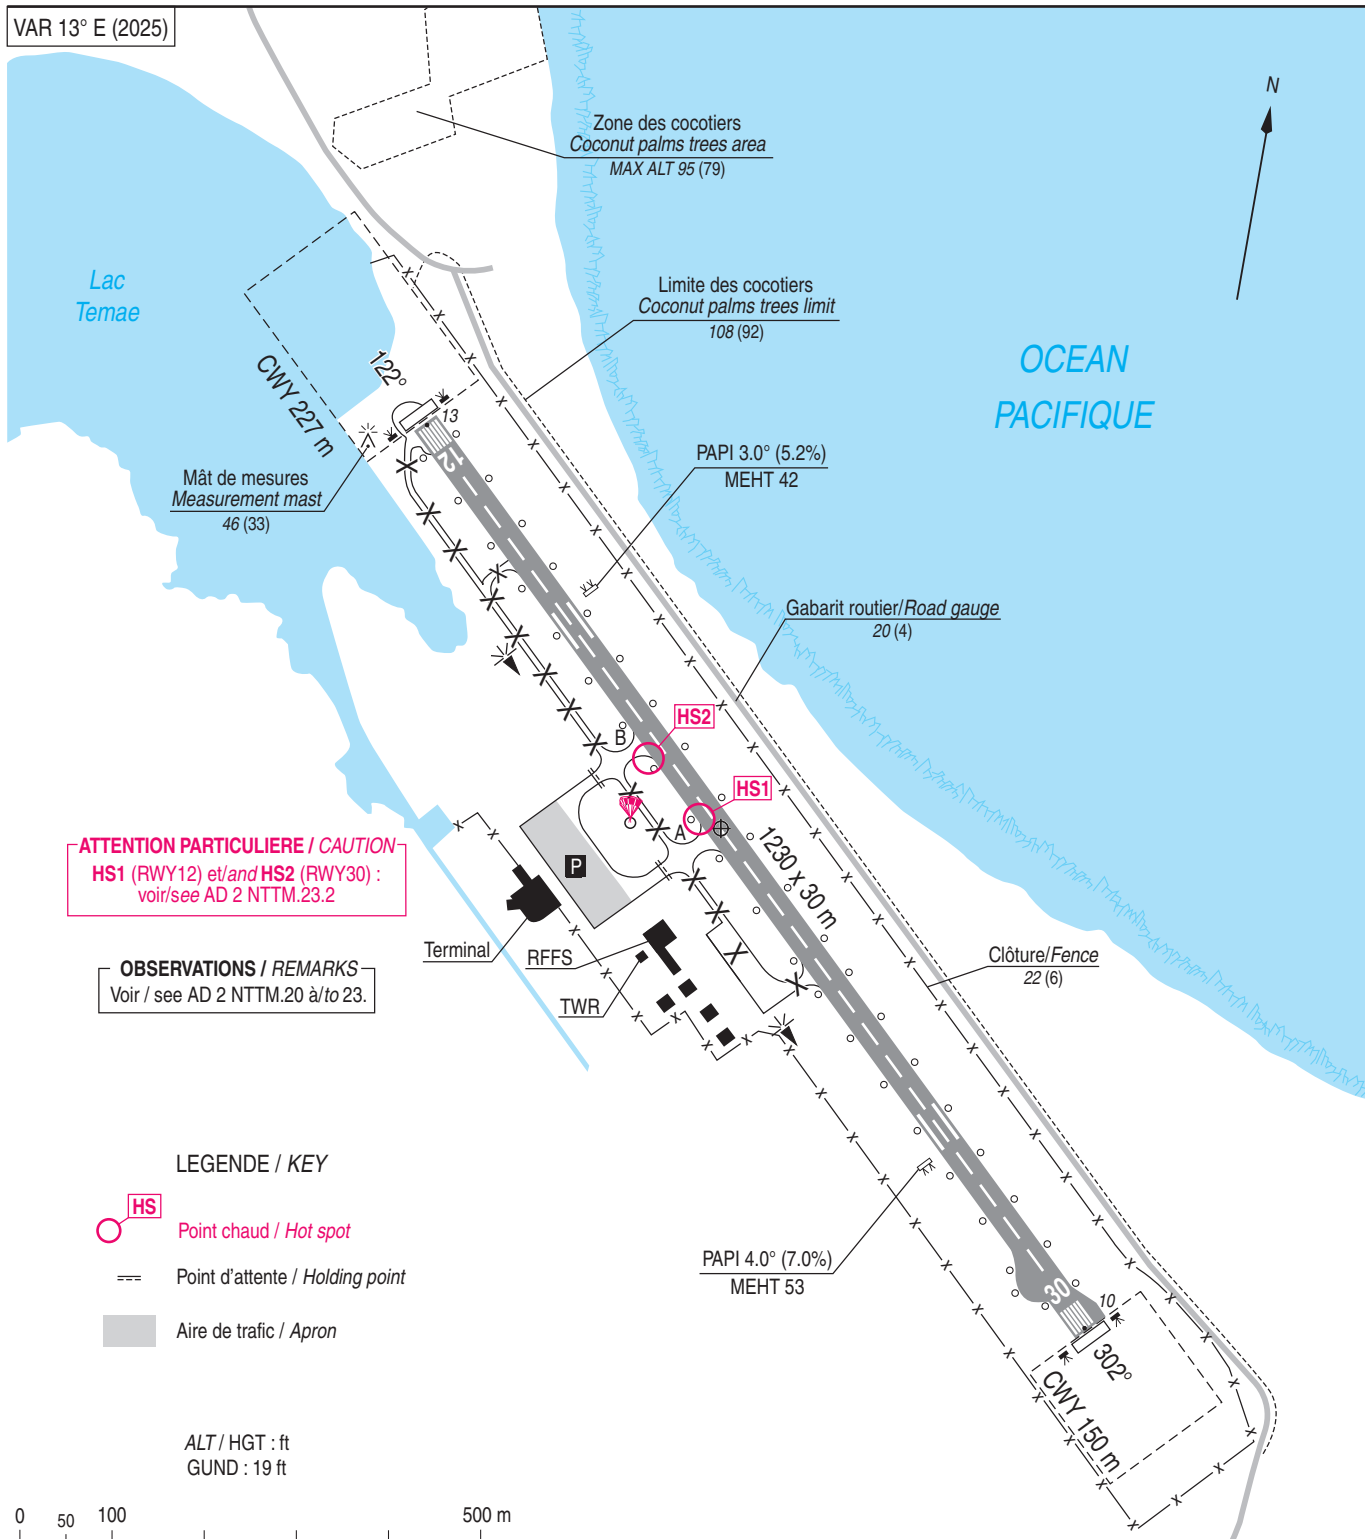 VAR 13° E (2025)
N
Zone des cocotiers
Coconut palms trees area
MAX ALT 95 (79)
Lac
Temae
Limite des cocotiers
Coconut palms trees limit
108 (92)
OCEAN
PACIFIQUE
CWY 227 m
122°
13
12
Mât de mesures
Measurement mast
46 (33)
PAPI 3.0° (5.2%)
MEHT 42
Gabarit routier/Road gauge
20 (4)
HS2
B
HS1
A
1230 x 30 m
ATTENTION PARTICULIERE / CAUTION
HS1 (RWY12) et/and HS2 (RWY30) :
voir/see AD 2 NTTM.23.2
P
Terminal
RFFS
TWR
OBSERVATIONS / REMARKS
Voir / see AD 2 NTTM.20 à/to 23.
Clôture/Fence
22 (6)
LEGENDE / KEY
HS
Point chaud / Hot spot
Point d'attente / Holding point
Aire de trafic / Apron
PAPI 4.0° (7.0%)
MEHT 53
30
10
302°
CWY 150 m
ALT / HGT : ft
GUND : 19 ft
0 50 100 500 m